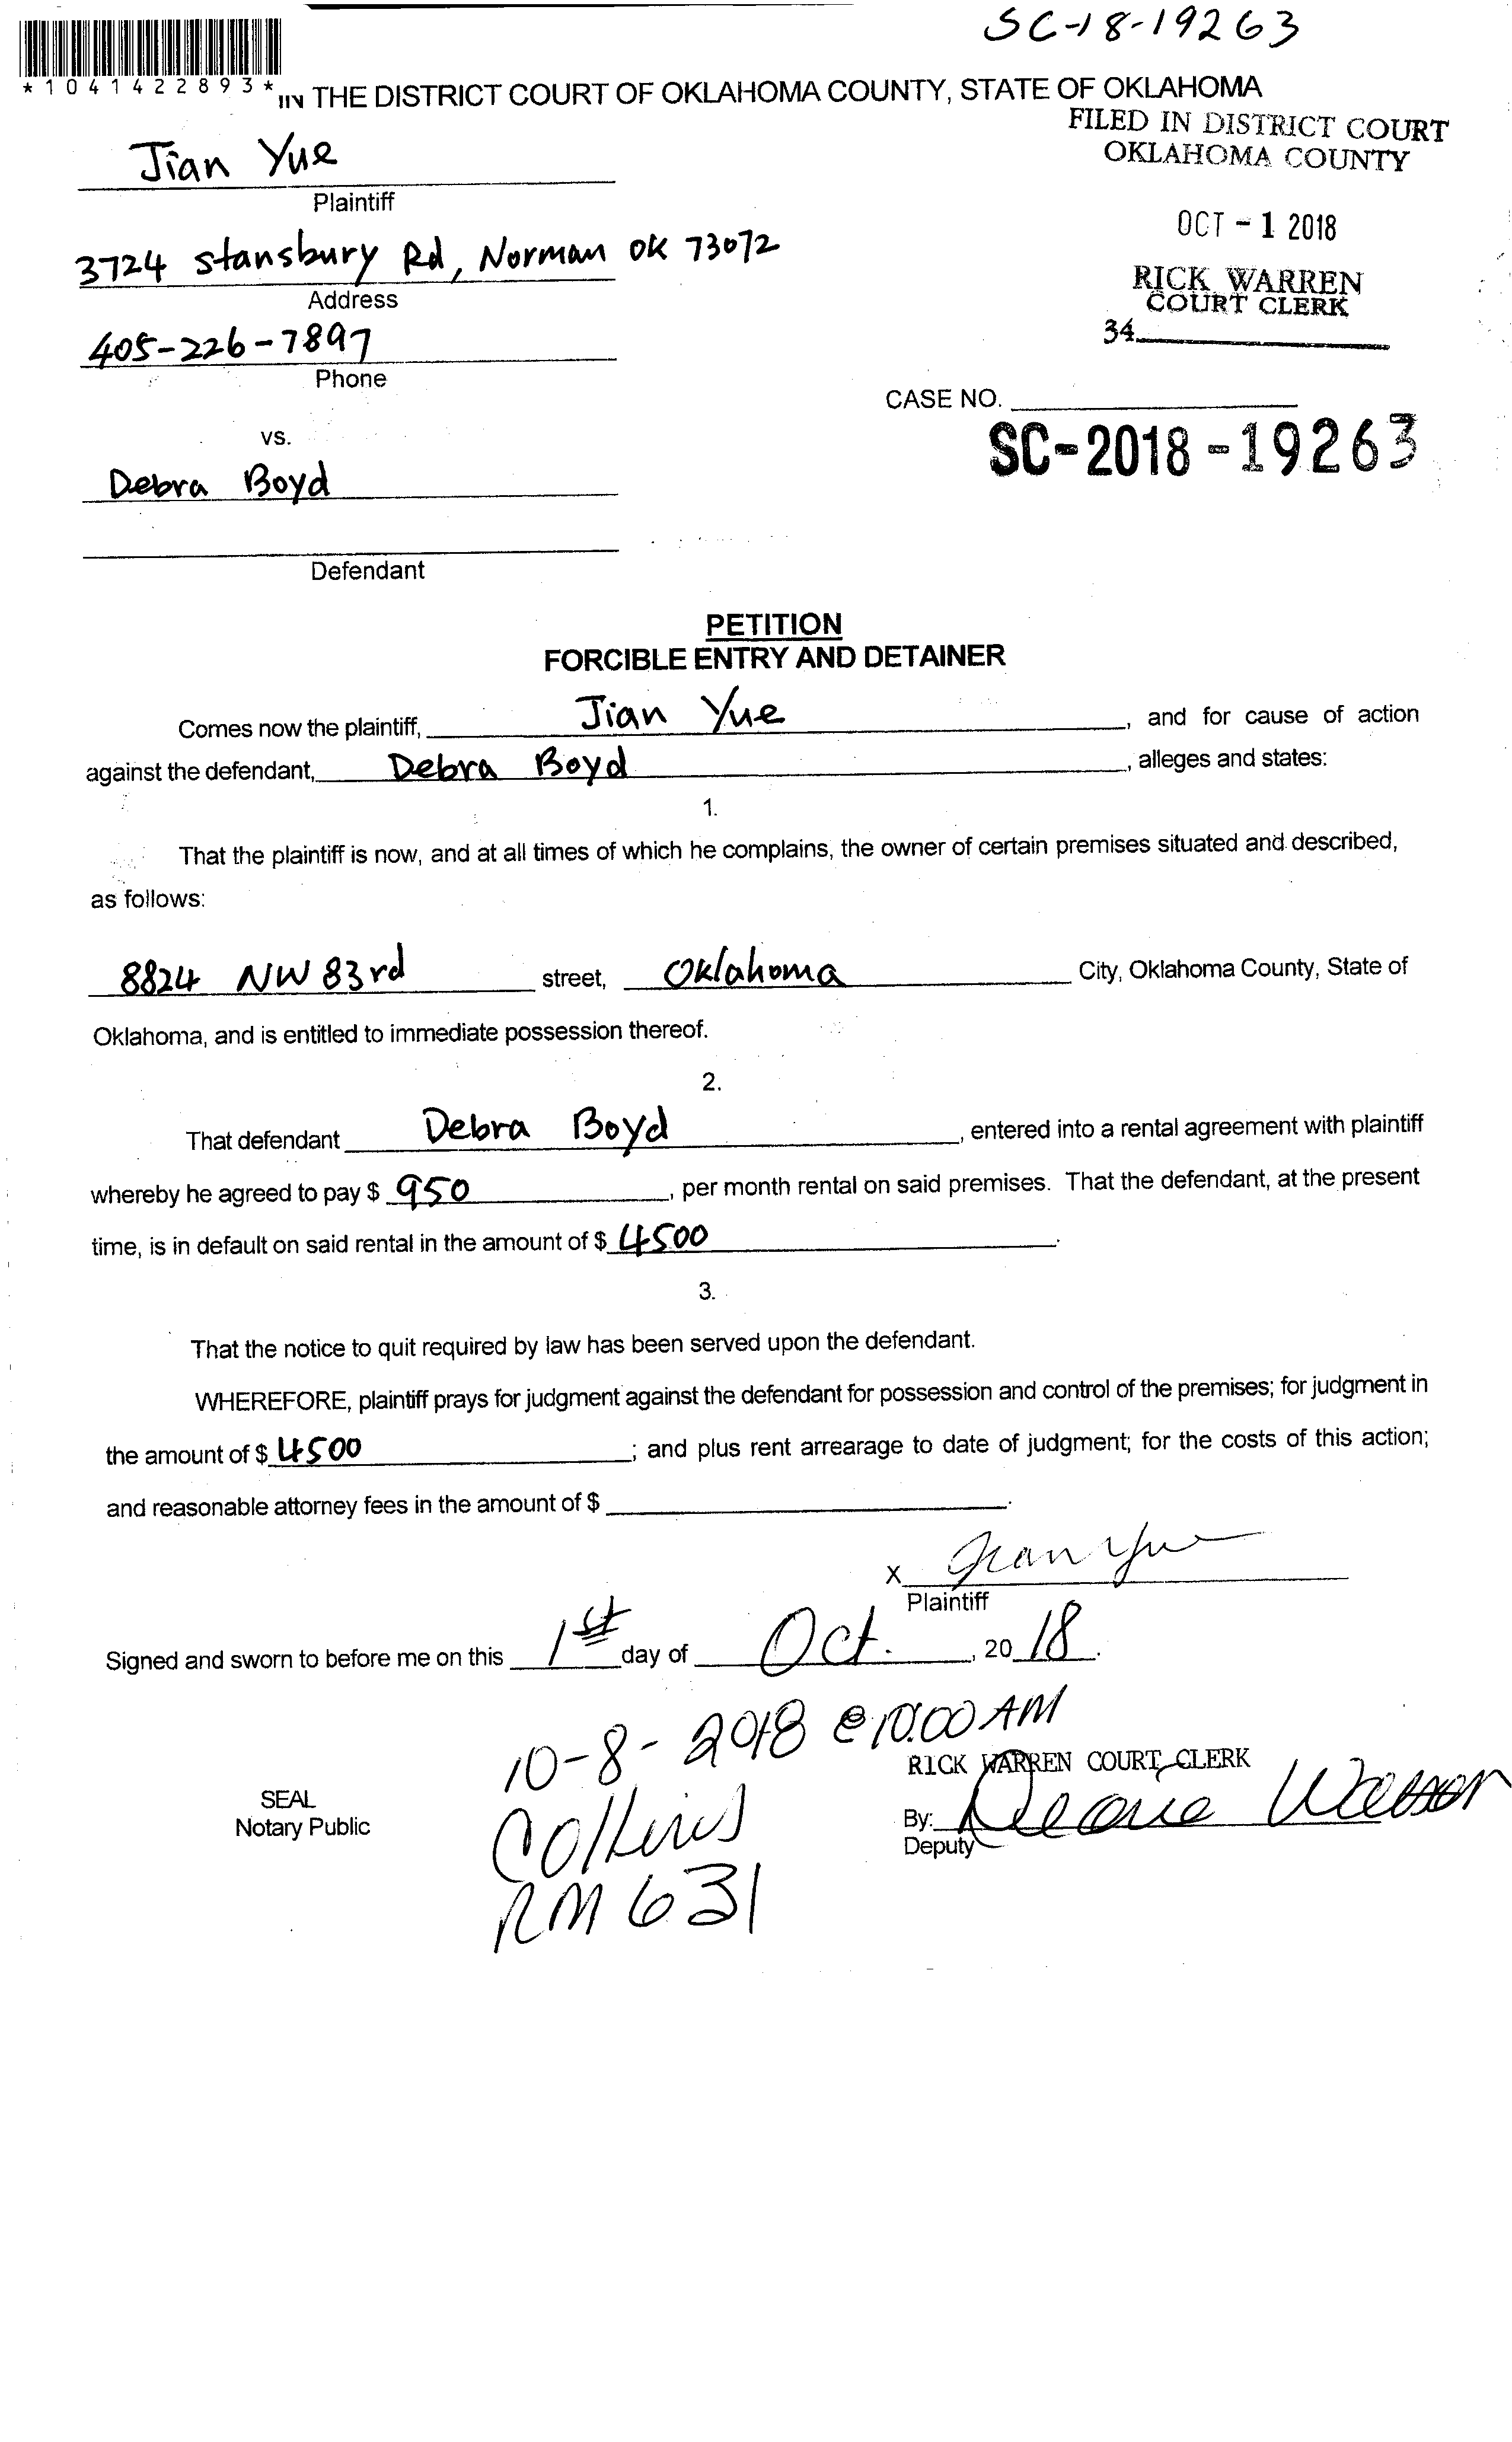 SC-18-19263
*10414 22893*
IN THE DISTRICT COURT OF OKLAHOMA COUNTY, STATE OF OKLAHOMA
FILED IN DISTRICT COURT
OKLAHOMA COUNTY
Jian Yue
Plaintiff
OCT - 1 2018
3724 Stansbury Rd, Norman OK 73072
Address
RICK WARREN
COURT CLERK
34
405-226-7897
Phone
CASE NO.
SC-2018-19263
vs.
Debra Boyd
Defendant
PETITION
FORCIBLE ENTRY AND DETAINER
Comes now the plaintiff, Jian Yue, and for cause of action
against the defendant, Debra Boyd, alleges and states:
1.
That the plaintiff is now, and at all times of which he complains, the owner of certain premises situated and described,
as follows:
8824 NW 83rd street, Oklahoma City, Oklahoma County, State of
Oklahoma, and is entitled to immediate possession thereof.
2.
That defendant Debra Boyd, entered into a rental agreement with plaintiff
whereby he agreed to pay $ 950, per month rental on said premises. That the defendant, at the present
time, is in default on said rental in the amount of $ 4500.
3.
That the notice to quit required by law has been served upon the defendant.
WHEREFORE, plaintiff prays for judgment against the defendant for possession and control of the premises; for judgment in
the amount of $ 4500; and plus rent arrearage to date of judgment; for the costs of this action;
and reasonable attorney fees in the amount of $ .
X Jian Yue
Plaintiff
Signed and sworn to before me on this 1st day of Oct., 2018.
10-8-2018 @ 10:00 AM
RICK WARREN COURT CLERK
SEAL
Notary Public
Collins
By:
Deputy
RM 631